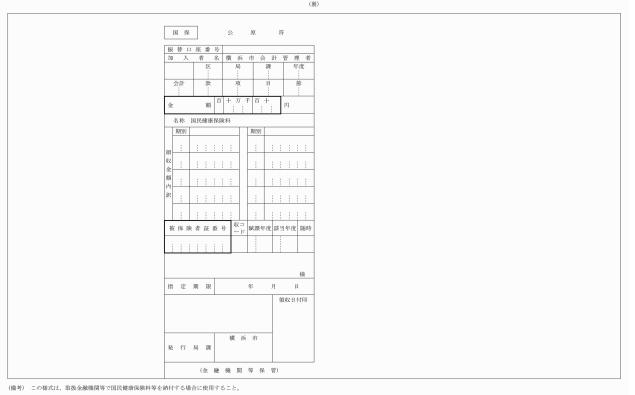 (表)
国 保
公 原 符
振 替 口 座 番 号
加 入 者 名 横 浜 市 会 計 管 理 者
区 局 課 年度
会計 款 項 目 節
金 額 百 十 万 千 百 十 円
名称 国民健康保険料
期別 期別
領収金額内訳
被 保 険 者 証 番 号 収コード 賦課年度 該当年度 随時
様
指 定 期 限 年 月 日
領収日付印
横 浜 市
発 行 局 課
(金 融 機 関 等 保 管)
(備考) この様式は、取扱金融機関等で国民健康保険料等を納付する場合に使用すること。